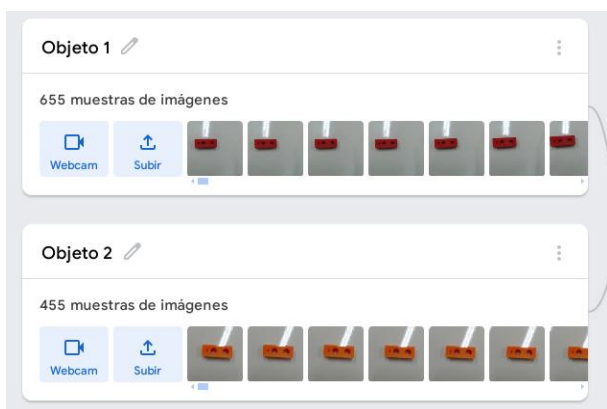 Objeto 1
655 muestras de imágenes
Webcam
Subir
Objeto 2
455 muestras de imágenes
Webcam
Subir